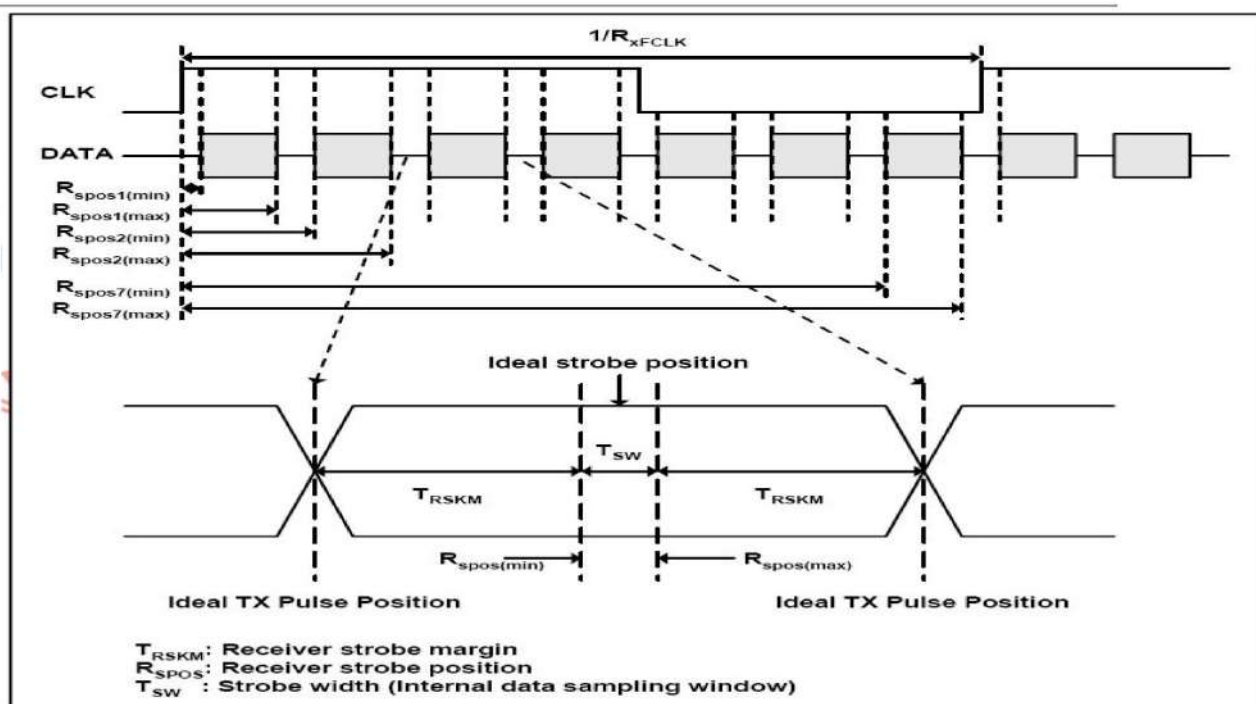 1/RxFCLK
CLK
DATA
Rspos1(min)
Rspos1(max)
Rspos2(min)
Rspos2(max)
Rspos7(min)
Rspos7(max)
Ideal strobe position
TSW
TRSKM
TRSKM
Rspos(min)
Rspos(max)
Ideal TX Pulse Position
Ideal TX Pulse Position
TRSKM: Receiver strobe margin
RSPOS: Receiver strobe position
TSW : Strobe width (Internal data sampling window)